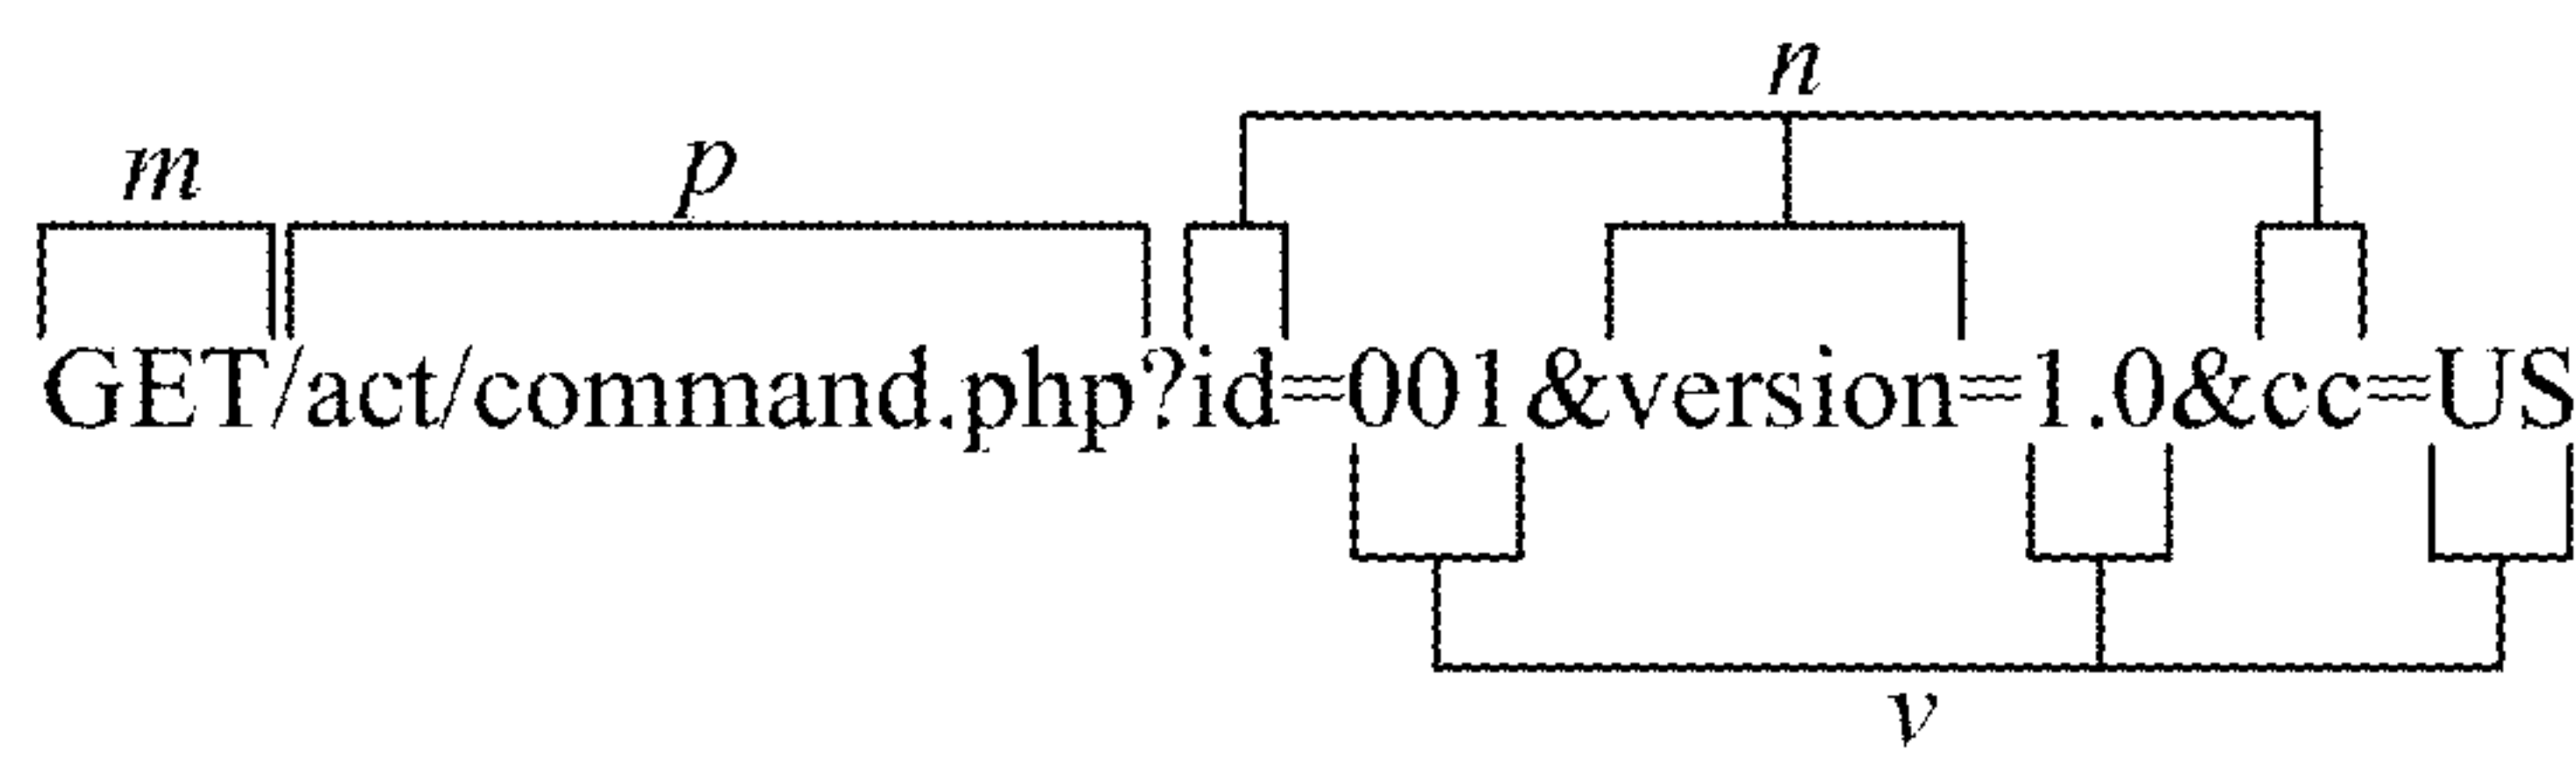 n
m p
GET/act/command.php?id=001&version=1.0&cc=US
v